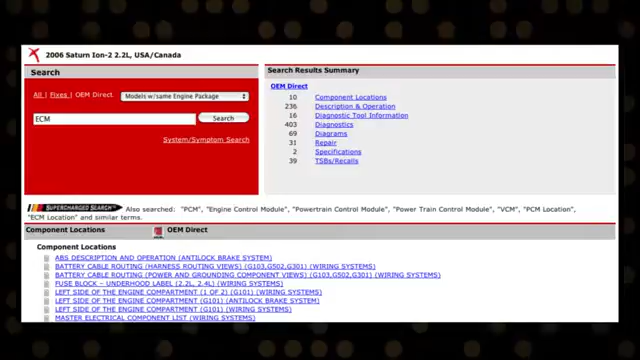 2006 Saturn Ion-2 2.2L, USA/Canada
Search
All | Fixes | OEM Direct
Models w/same Engine Package
ECM
Search
System/Symptom Search
Search Results Summary
OEM Direct
10 Component Locations
236 Description & Operation
16 Diagnostic Tool Information
403 Diagnostics
69 Diagrams
31 Repair
2 Specifications
39 TSBs/Recalls
SUPERCHARGED SEARCH Also searched: "PCM", "Engine Control Module", "Powertrain Control Module", "Power Train Control Module", "VCM", "PCM Location",
"ECM Location" and similar terms.
Component Locations OEM Direct
Component Locations
ABS DESCRIPTION AND OPERATION (ANTILOCK BRAKE SYSTEM)
BATTERY CABLE ROUTING (HARNESS ROUTING VIEWS) (G103,G502,G301) (WIRING SYSTEMS)
BATTERY CABLE ROUTING (POWER AND GROUNDING COMPONENT VIEWS) (G103,G502,G301) (WIRING SYSTEMS)
FUSE BLOCK – UNDERHOOD LABEL (2.2L, 2.4L) (WIRING SYSTEMS)
LEFT SIDE OF THE ENGINE COMPARTMENT (1 OF 2) (G101) (WIRING SYSTEMS)
LEFT SIDE OF THE ENGINE COMPARTMENT (G101) (ANTILOCK BRAKE SYSTEM)
LEFT SIDE OF THE ENGINE COMPARTMENT (G101) (WIRING SYSTEMS)
MASTER ELECTRICAL COMPONENT LIST (WIRING SYSTEMS)